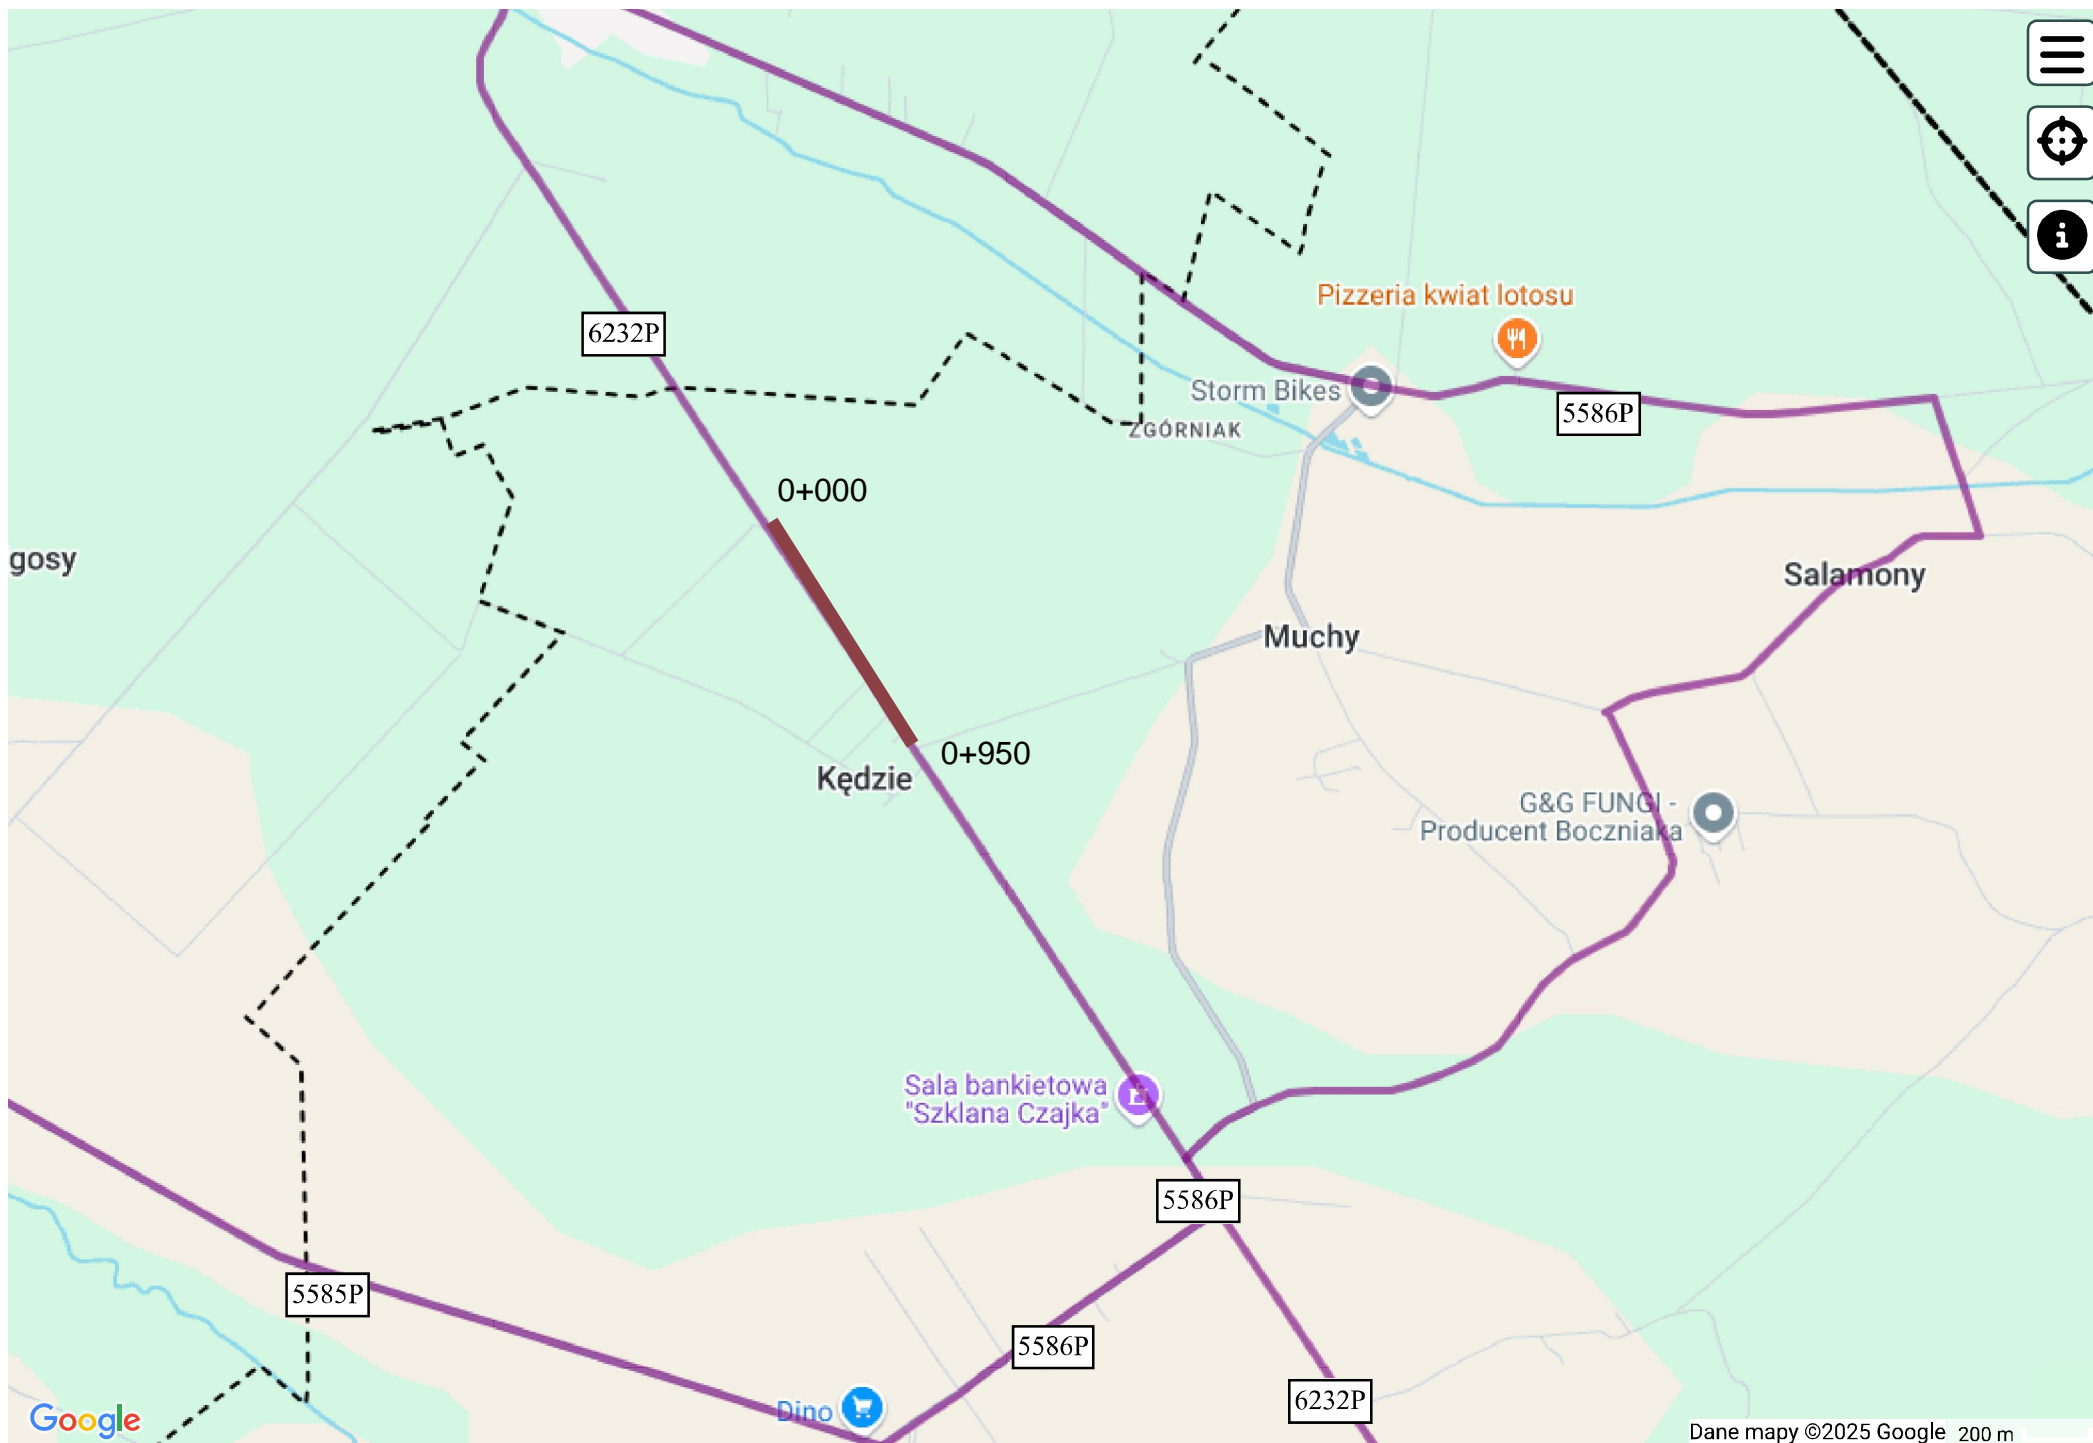 Pizzeria kwiat lotosu
6232P
Storm Bikes
5586P
ZGÓRNIAK
0+000
gosy
Salamony
Muchy
0+950
Kędzie
G&G FUNGI -
Producent Boczniaka
Sala bankietowa
"Szklana Czajka"
5586P
5585P
5586P
6232P
Dino
Google
Dane mapy ©2025 Google 200 m